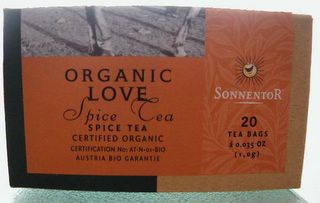 ORGANIC
LOVE
Spice Tea
SPICE TEA
CERTIFIED ORGANIC
CERTIFICATION No: AT-N-01-BIO
AUSTRIA BIO GARANTIE
SONNENTOR
20
TEA BAGS
á 0.035 OZ
(1,0g)